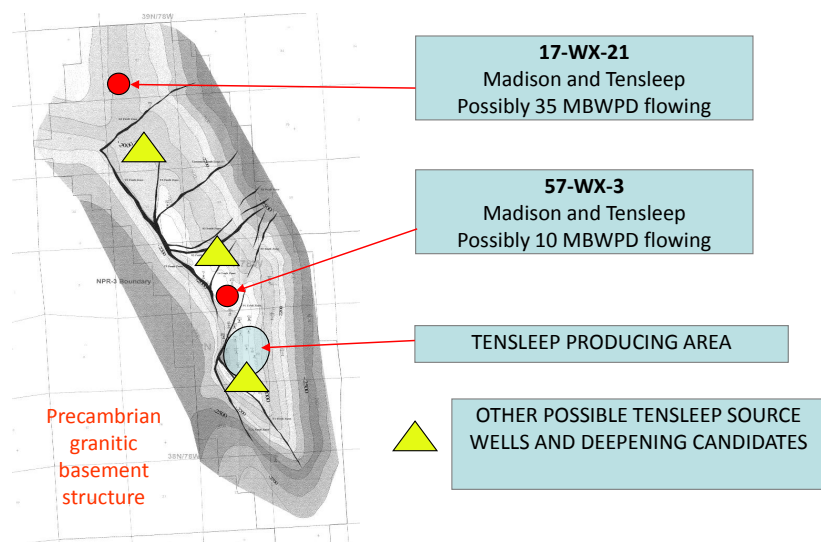 39N/78W
17-WX-21
Madison and Tensleep
Possibly 35 MBWPD flowing
57-WX-3
Madison and Tensleep
Possibly 10 MBWPD flowing
NPR-3 Boundary
TENSLEEP PRODUCING AREA
OTHER POSSIBLE TENSLEEP SOURCE
WELLS AND DEEPENING CANDIDATES
Precambrian
granitic
basement
structure
38N/78W